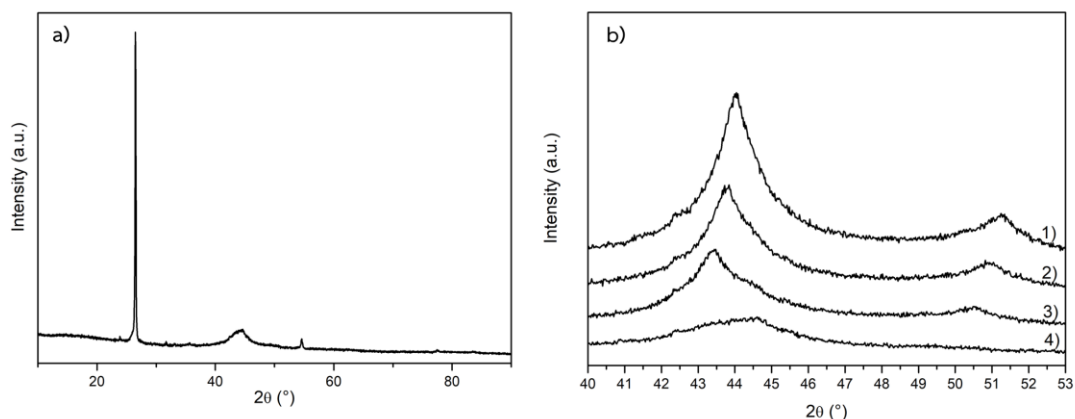 a)
Intensity (a.u.)
20 40 60 80
2θ (°)
b)
Intensity (a.u.)
1)
2)
3)
4)
40 41 42 43 44 45 46 47 48 49 50 51 52 53
2θ (°)